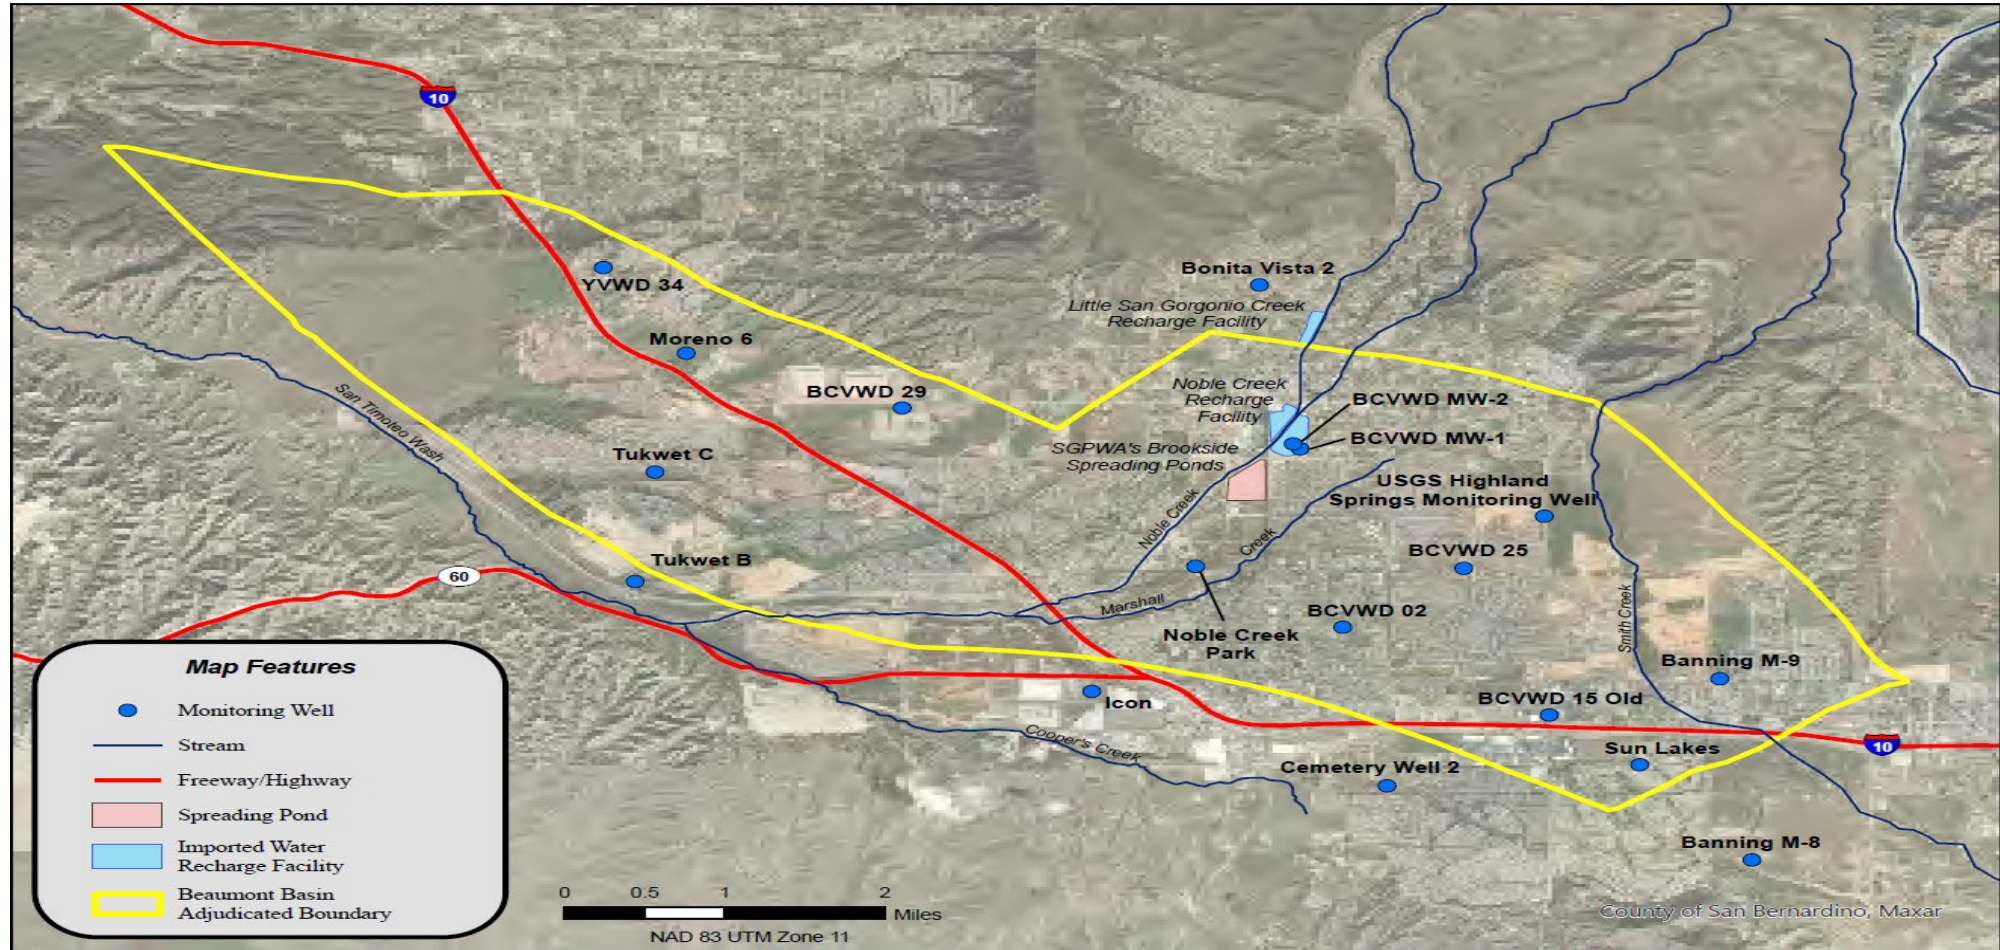 10
YVWD 34
Bonita Vista 2
Little San Gorgonio Creek
Recharge Facility
Moreno 6
BCVWD 29
Noble Creek
Recharge
Facility
BCVWD MW-2
BCVWD MW-1
San Timoteo Wash
Tukwet C
SGPWA's Brookside
Spreading Ponds
USGS Highland
Springs Monitoring Well
Noble Creek
Creek
Marshall
Tukwet B
BCVWD 25
60
BCVWD 02
Noble Creek
Park
Smith Creek
Banning M-9
BCVWD 15 Old
Icon
Cooper's Creek
Sun Lakes
10
Cemetery Well 2
Banning M-8
Map Features
Monitoring Well
Stream
Freeway/Highway
Spreading Pond
Imported Water
Recharge Facility
Beaumont Basin
Adjudicated Boundary
0 0.5 1 2
Miles
NAD 83 UTM Zone 11
County of San Bernardino, Maxar